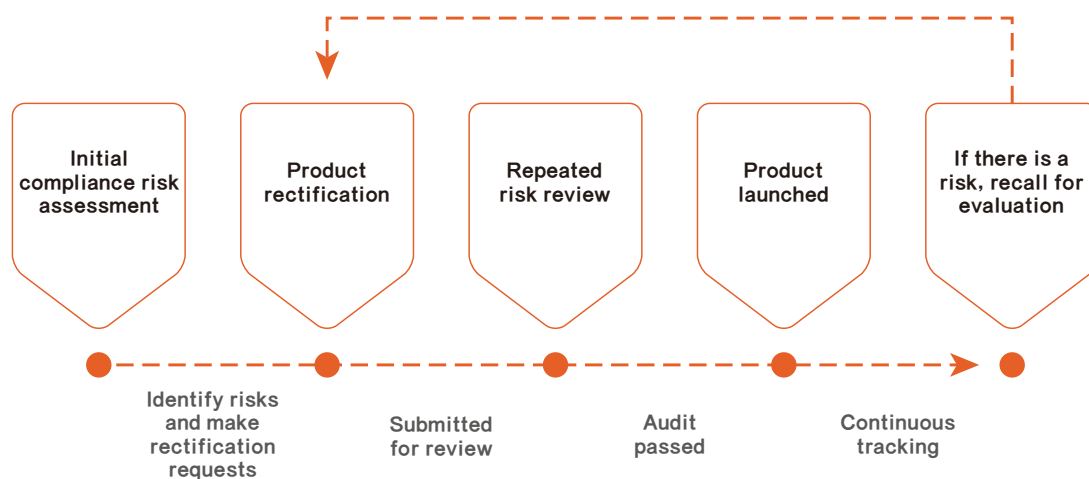 Initial
compliance risk
assessment
Product
rectification
Repeated
risk review
Product
launched
If there is a
risk, recall for
evaluation
Identify risks
and make
rectification
requests
Submitted
for review
Audit
passed
Continuous
tracking